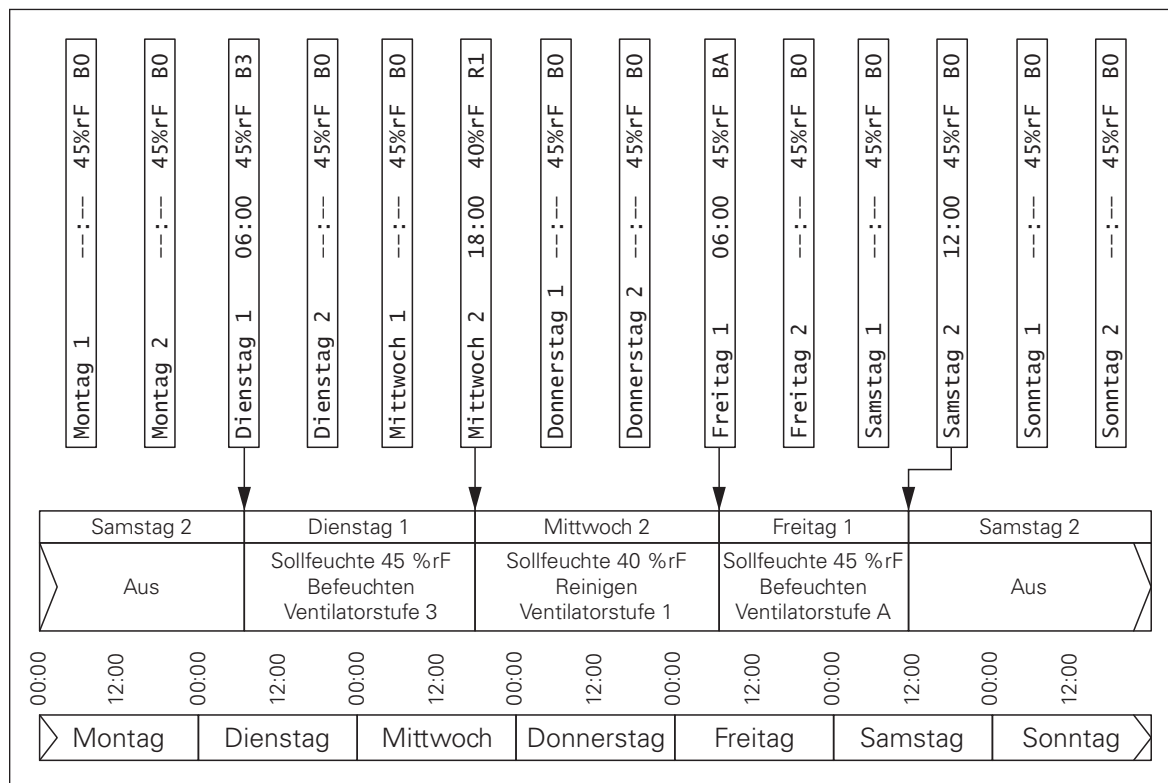 Montag 1 --:-- 45%rF B0
Montag 2 --:-- 45%rF B0
Dienstag 1 06:00 45%rF B3
Dienstag 2 --:-- 45%rF B0
Mittwoch 1 --:-- 45%rF B0
Mittwoch 2 18:00 40%rF R1
Donnerstag 1 --:-- 45%rF B0
Donnerstag 2 --:-- 45%rF B0
Freitag 1 06:00 45%rF BA
Freitag 2 --:-- 45%rF B0
Samstag 1 --:-- 45%rF B0
Samstag 2 12:00 45%rF B0
Sonntag 1 --:-- 45%rF B0
Sonntag 2 --:-- 45%rF B0
Samstag 2
Aus
Dienstag 1
Sollfeuchte 45 %rF
Befeuchten
Ventilatorstufe 3
Mittwoch 2
Sollfeuchte 40 %rF
Reinigen
Ventilatorstufe 1
Freitag 1
Sollfeuchte 45 %rF
Befeuchten
Ventilatorstufe A
Samstag 2
Aus
00:00
12:00
00:00
12:00
00:00
12:00
00:00
12:00
00:00
12:00
00:00
12:00
00:00
12:00
Montag
Dienstag
Mittwoch
Donnerstag
Freitag
Samstag
Sonntag